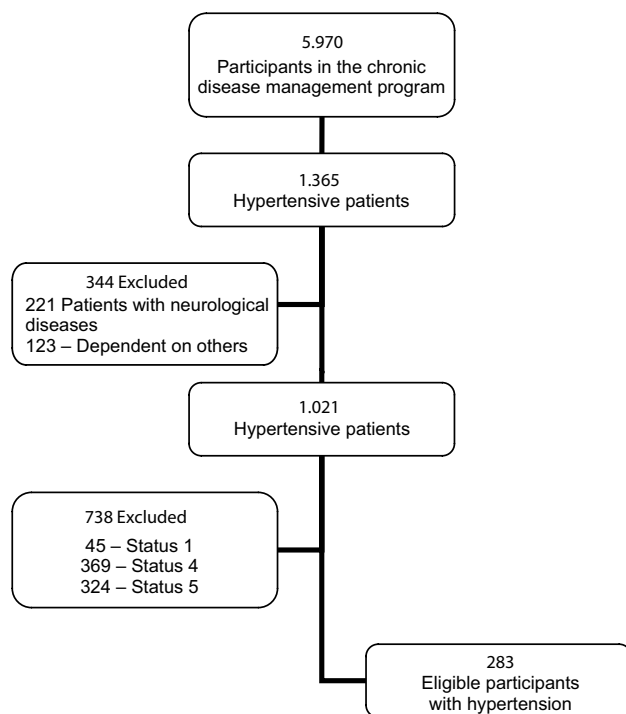 5.970
Participants in the chronic
disease management program
1.365
Hypertensive patients
344 Excluded
221 Patients with neurological
diseases
123 – Dependent on others
1.021
Hypertensive patients
738 Excluded
45 – Status 1
369 – Status 4
324 – Status 5
283
Eligible participants
with hypertension